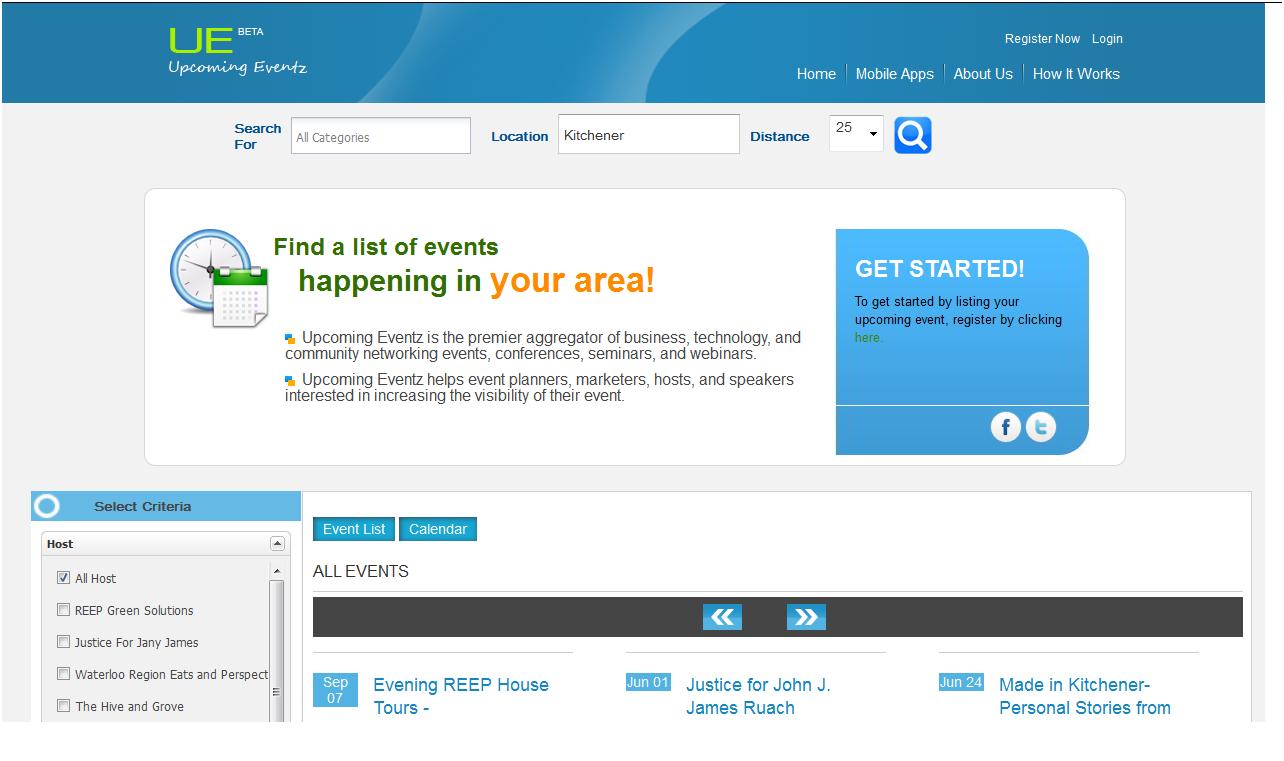 UE BETA
Upcoming Eventz
Register Now Login
Home Mobile Apps About Us How It Works
Search
For
All Categories
Location
Kitchener
Distance
25
Find a list of events
happening in your area!
Upcoming Eventz is the premier aggregator of business, technology, and
community networking events, conferences, seminars, and webinars.
Upcoming Eventz helps event planners, marketers, hosts, and speakers
interested in increasing the visibility of their event.
GET STARTED!
To get started by listing your
upcoming event, register by clicking
here.
Select Criteria
Host
All Host
REEP Green Solutions
Justice For Jany James
Waterloo Region Eats and Perspect
The Hive and Grove
Event List Calendar
ALL EVENTS
Sep
07
Evening REEP House
Tours -
Jun 01
Justice for John J.
James Ruach
Jun 24
Made in Kitchener-
Personal Stories from